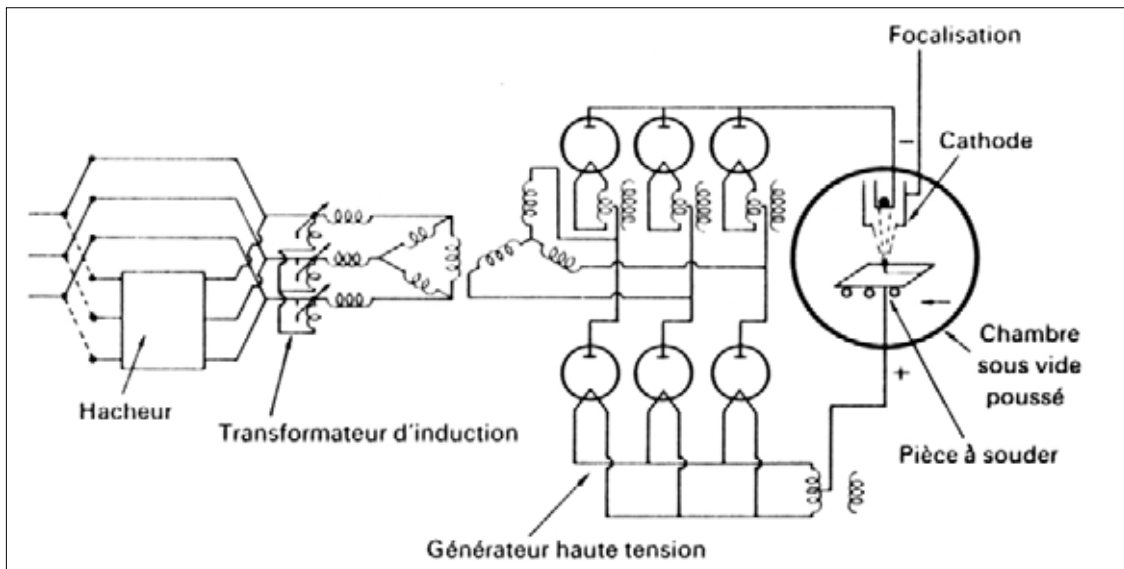 Focalisation
−
Cathode
Hacheur
Transformateur d'induction
Chambre
sous vide
poussé
+
Pièce à souder
Générateur haute tension